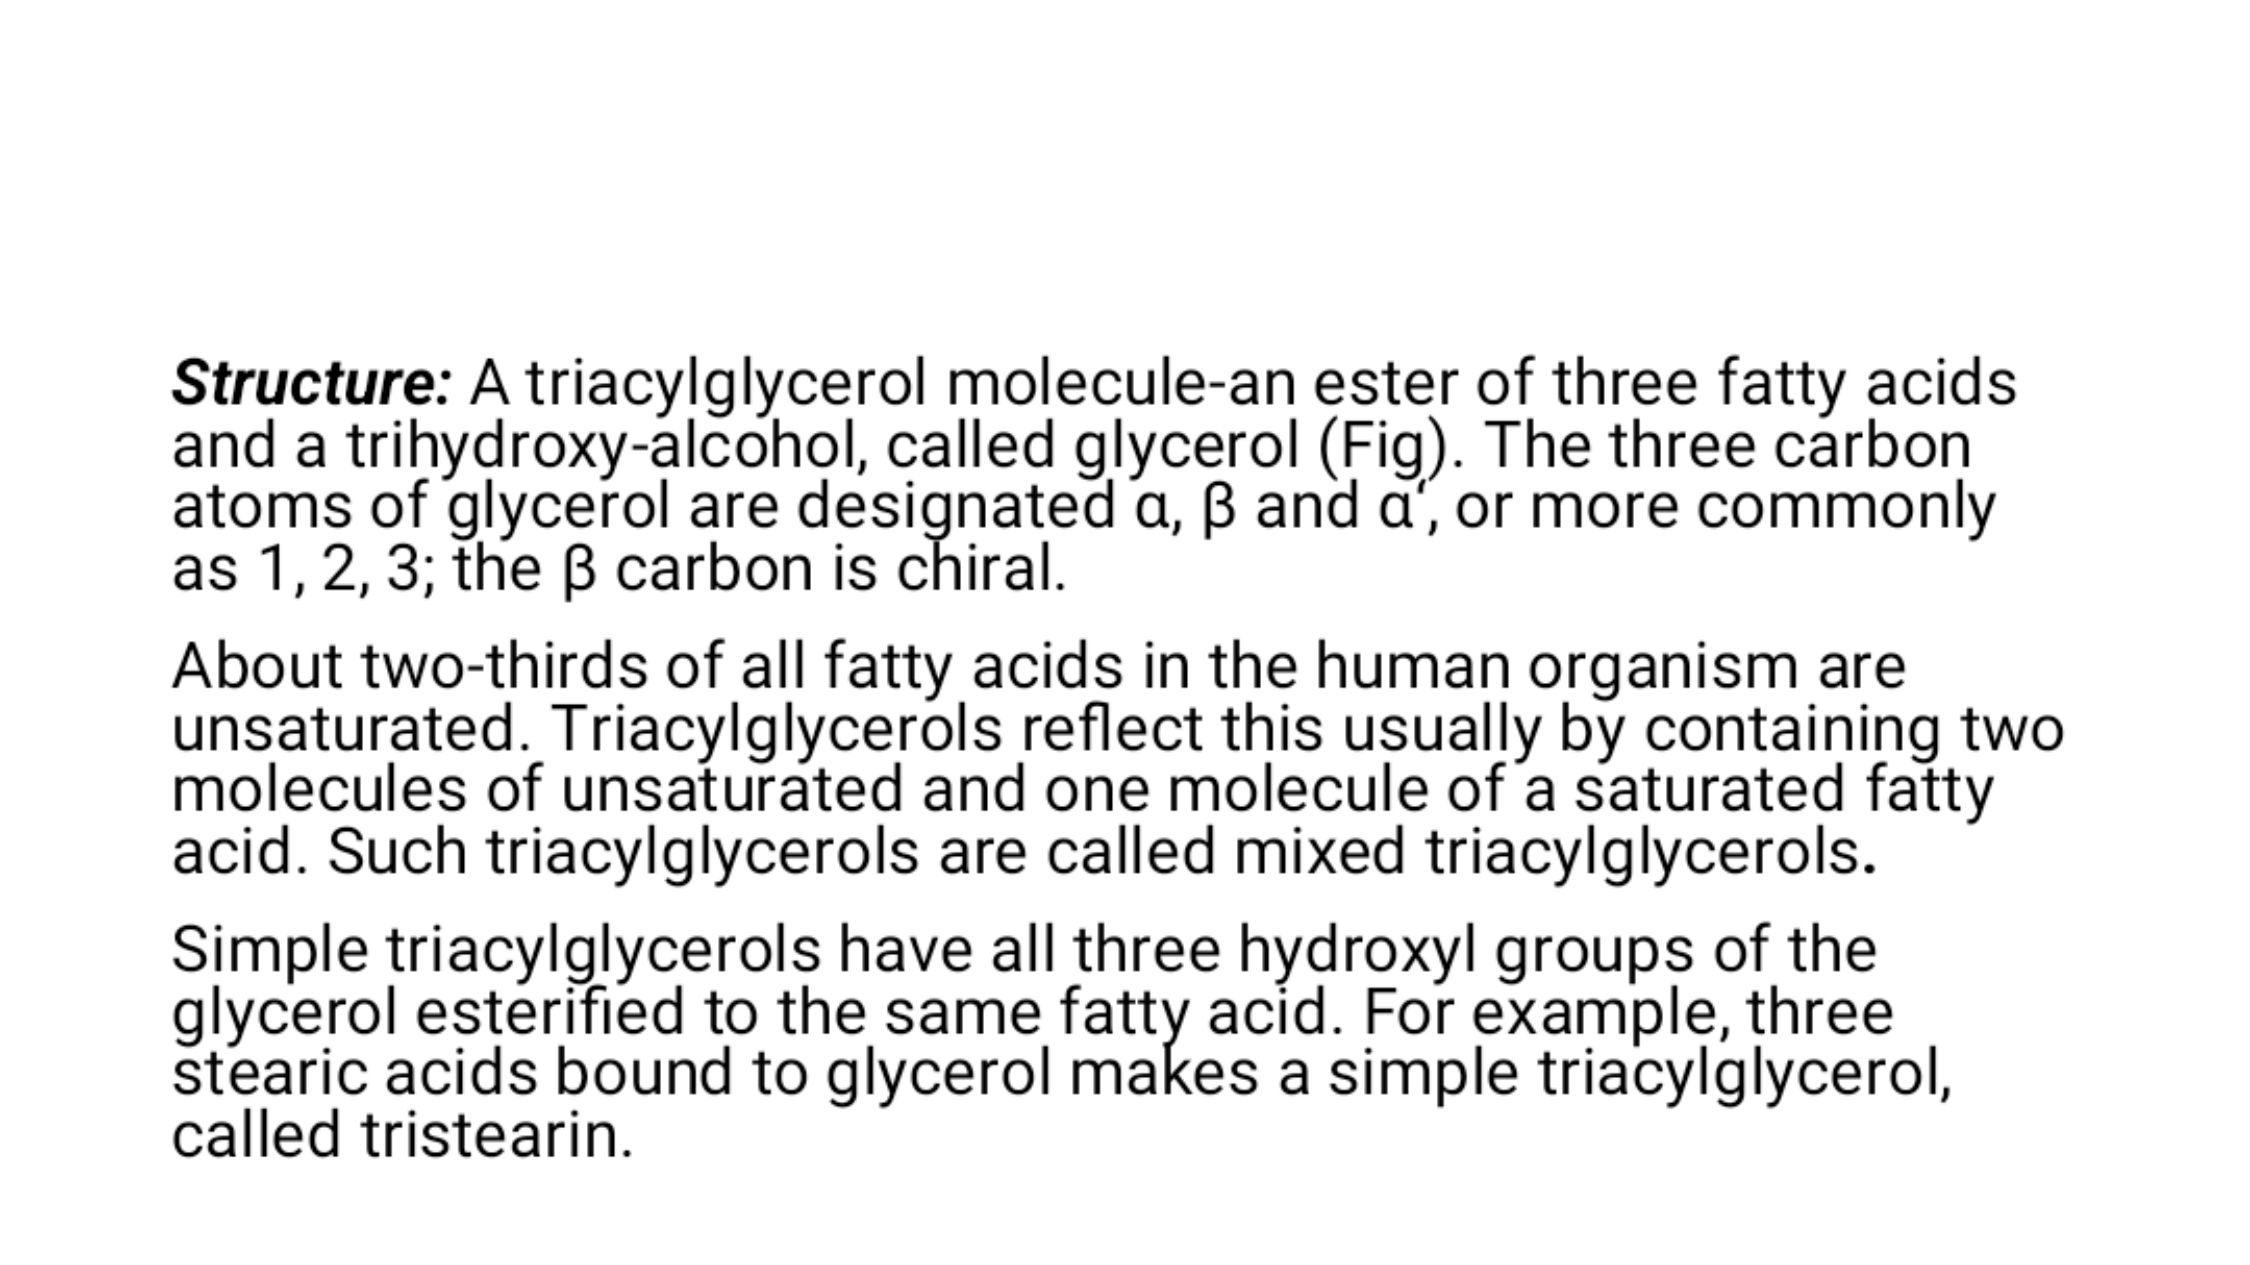 Structure: A triacylglycerol molecule-an ester of three fatty acids
and a trihydroxy-alcohol, called glycerol (Fig). The three carbon
atoms of glycerol are designated α, β and α‘, or more commonly
as 1, 2, 3; the β carbon is chiral.
About two-thirds of all fatty acids in the human organism are
unsaturated. Triacylglycerols reflect this usually by containing two
molecules of unsaturated and one molecule of a saturated fatty
acid. Such triacylglycerols are called mixed triacylglycerols.
Simple triacylglycerols have all three hydroxyl groups of the
glycerol esterified to the same fatty acid. For example, three
stearic acids bound to glycerol makes a simple triacylglycerol,
called tristearin.